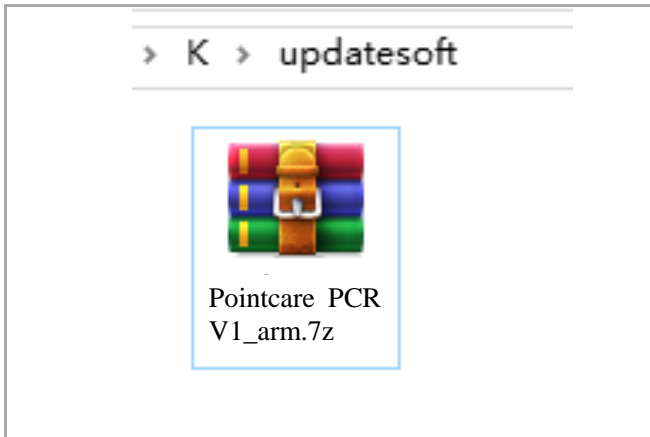 > K > updatesoft
Pointcare PCR
V1_arm.7z